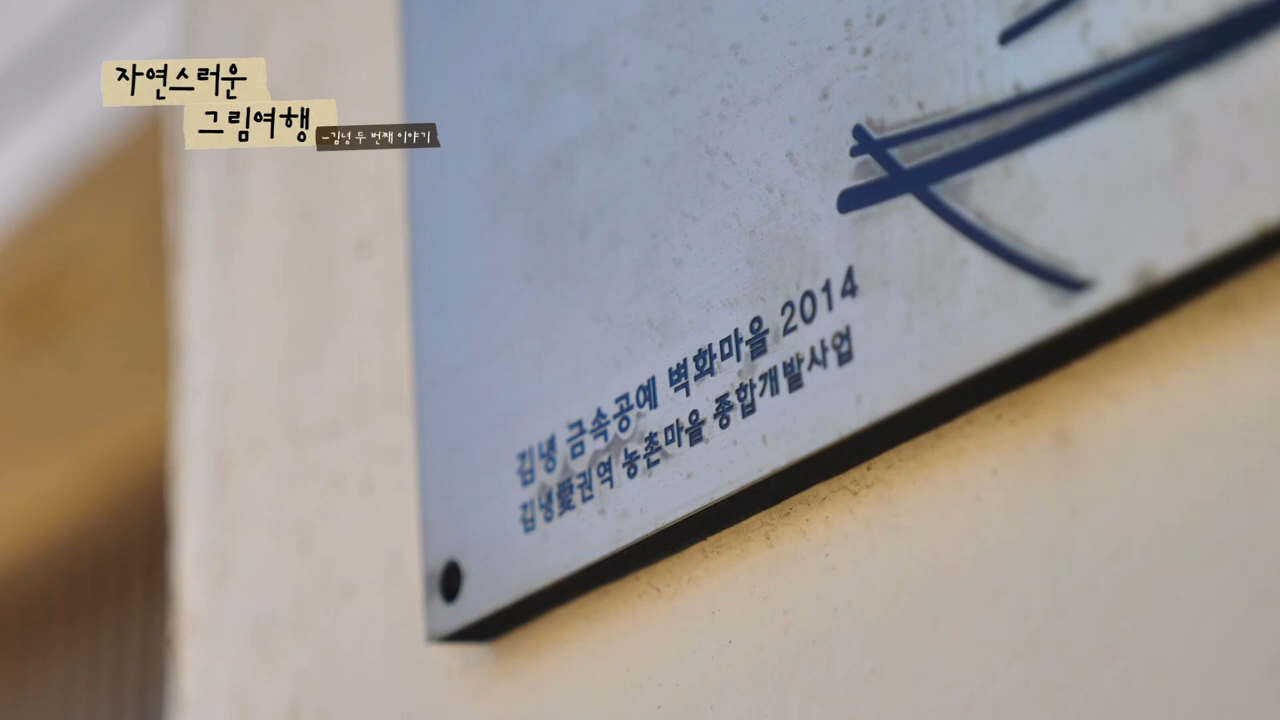 자연스러운
그림여행
-김녕 두 번째 이야기
김녕 금속공예 벽화마을 2014
김녕愛권역 농촌마을 종합개발사업